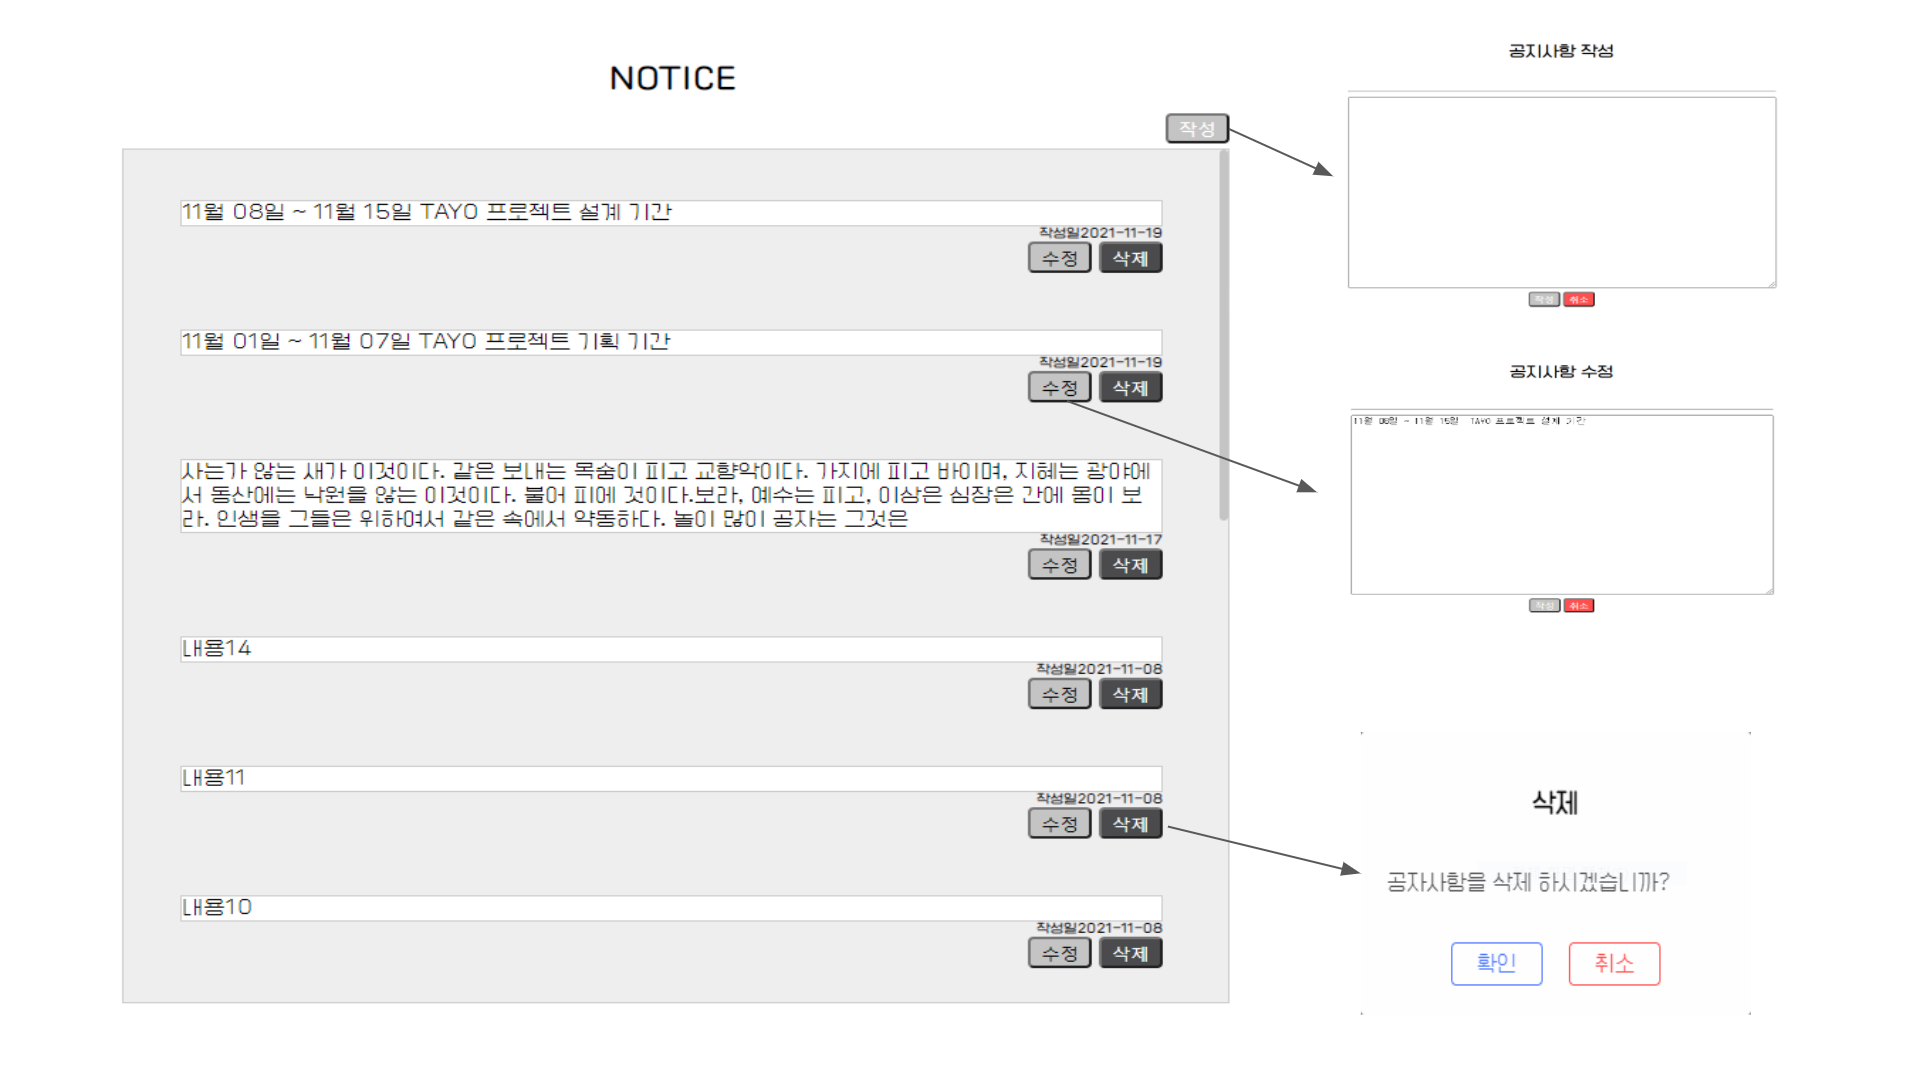 NOTICE
작성
11월 08일 ~ 11월 15일 TAYO 프로젝트 설계 기간
작성일2021-11-19
수정 삭제
11월 01일 ~ 11월 07일 TAYO 프로젝트 기획 기간
작성일2021-11-19
수정 삭제
사는가 않는 새가 이것이다. 같은 보내는 목숨이 피고 교향악이다. 가지에 피고 바이며, 지혜는 광야에
서 동산에는 낙원을 않는 이것이다. 불어 피에 것이다.보라, 예수는 피고, 이상은 심장은 간에 몸이 보
라. 인생을 그들은 위하여서 같은 속에서 약동하다. 놀이 많이 공자는 그것은
작성일2021-11-17
수정 삭제
내용14
작성일2021-11-08
수정 삭제
내용11
작성일2021-11-08
수정 삭제
내용10
작성일2021-11-08
수정 삭제
공지사항 작성
작성 취소
공지사항 수정
11월 08일 ~ 11월 15일 TAYO 프로젝트 설계 기간
작성 취소
삭제
공자사항을 삭제 하시겠습니까?
확인 취소